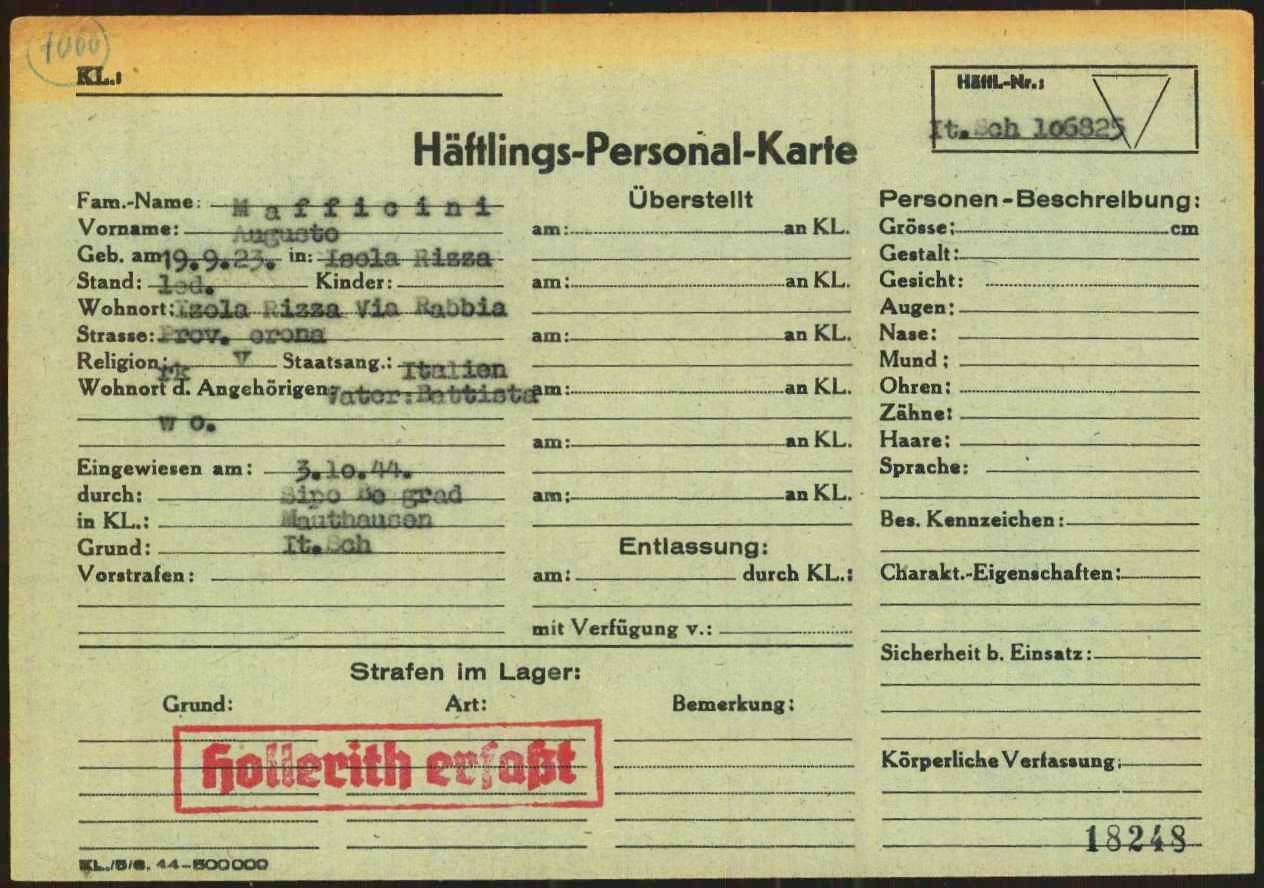 1000
KL.:
Häftl.-Nr.:
It.Sch 106825
Häftlings-Personal-Karte
Fam.-Name: Mafficini
Vorname: Augusto
Geb. am 19.9.23. in: Isola Rizza
Stand: led. Kinder:
Wohnort: Izola Rizza Via Rabbia
Strasse: Prov. erona
Religion: rk V Staatsang.: Italien
Wohnort d. Angehörigen: Vater:Battista
w o.
Eingewiesen am: 3.10.44.
durch: Sipo Be grad
in KL.: Mauthausen
Grund: It.Sch
Vorstrafen:
Überstellt
am: an KL.
am: an KL.
am: an KL.
am: an KL.
am: an KL.
am: an KL.
Entlassung:
am: durch KL.:
mit Verfügung v.:
Personen-Beschreibung:
Grösse: cm
Gestalt:
Gesicht:
Augen:
Nase:
Mund:
Ohren:
Zähne:
Haare:
Sprache:
Bes. Kennzeichen:
Charakt.-Eigenschaften:
Sicherheit b. Einsatz:
Körperliche Verfassung:
Strafen im Lager:
Grund: Art: Bemerkung:
Hollerith erfaßt
18248
KL./5/6. 44-500000